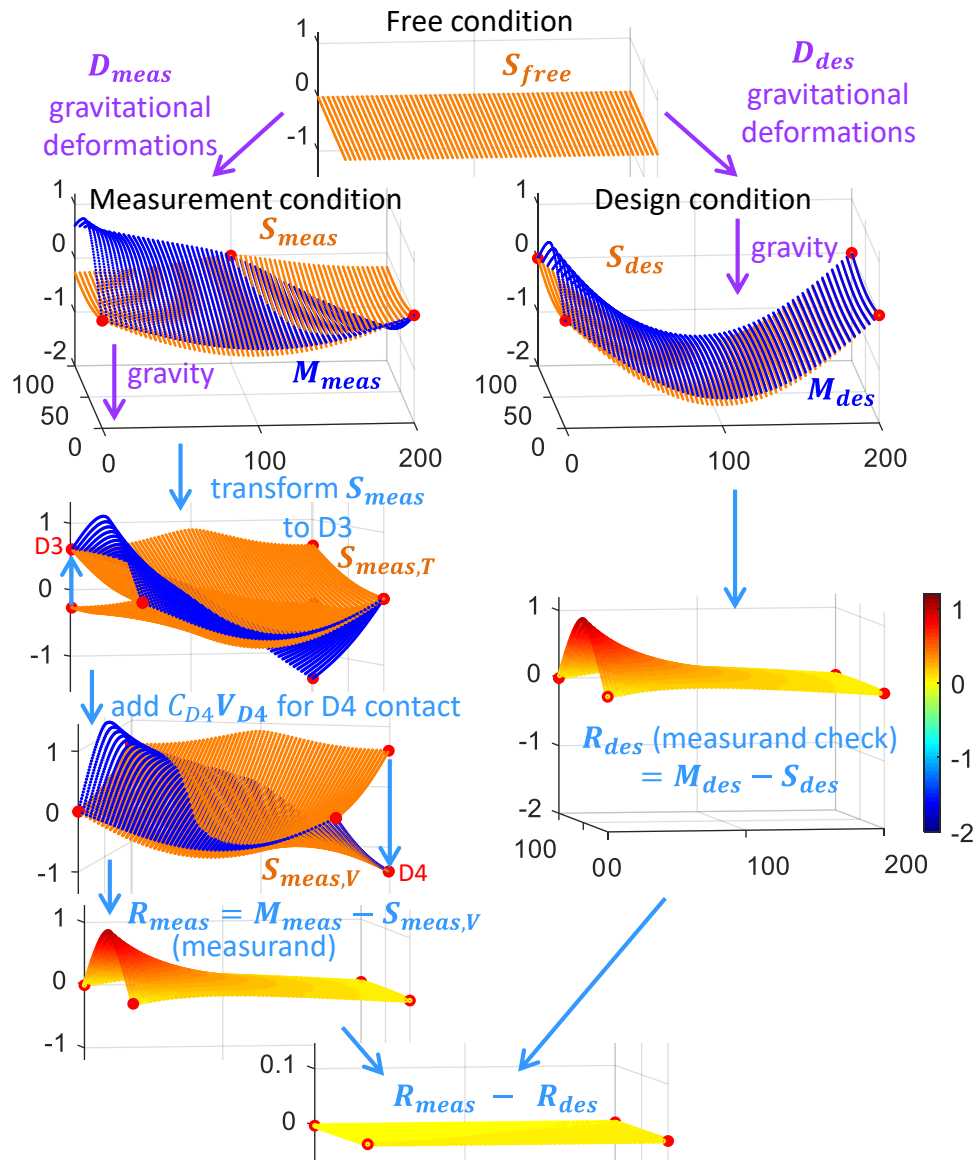 Free condition
1
0
-1
S_free
D_meas
gravitational
deformations
D_des
gravitational
deformations
Measurement condition
1
0
-1
-2
100
50
0
0
100
200
S_meas
M_meas
gravity
Design condition
1
0
-1
-2
100
50
0
0
100
200
S_des
gravity
M_des
transform S_meas
to D3
1
0
-1
D3
S_meas,T
add C_D4 V_D4 for D4 contact
1
0
-1
S_meas,V
D4
1
0
-1
-2
100
0 0
100
200
R_des (measurand check)
= M_des − S_des
1
0
-1
-2
R_meas = M_meas − S_meas,V
(measurand)
1
0
-1
0.1
0
R_meas − R_des